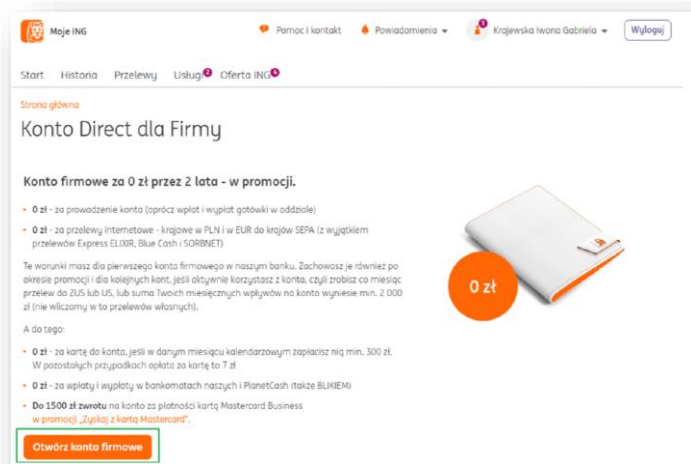 Moje ING
Pomoc i kontakt
Powiadomienia
1
Krajewska Iwona Gabriela
Wyloguj
Start Historia Przelewy Usługi 2 Oferta ING 4
Strona główna
Konto Direct dla Firmy
Konto firmowe za 0 zł przez 2 lata - w promocji.
• 0 zł - za prowadzenie konta (oprócz wpłat i wypłat gotówki w oddziale)
• 0 zł - za przelewy internetowe - krajowe w PLN i w EUR do krajów SEPA (z wyjątkiem
przelewów Express ELIXIR, Blue Cash i SORBNET)
Te warunki masz dla pierwszego konta firmowego w naszym banku. Zachowasz je również po
okresie promocji i dla kolejnych kont, jeśli aktywnie korzystasz z konta, czyli zrobisz co miesiąc
przelew do ZUS lub US, lub suma Twoich miesięcznych wpływów na konto wyniesie min. 2 000
zł (nie wliczamy w to przelewów własnych).
A do tego:
• 0 zł - za kartę do konta, jeśli w danym miesiącu kalendarzowym zapłacisz nią min. 300 zł.
W pozostałych przypadkach opłata za kartę to 7 zł
• 0 zł - za wpłaty i wypłaty w bankomatach naszych i PlanetCash (także BLIKIEM)
• Do 1500 zł zwrotu na konto za płatności kartą Mastercard Business
w promocji „Zyskaj z kartą Mastercard".
Otwórz konto firmowe
0 zł